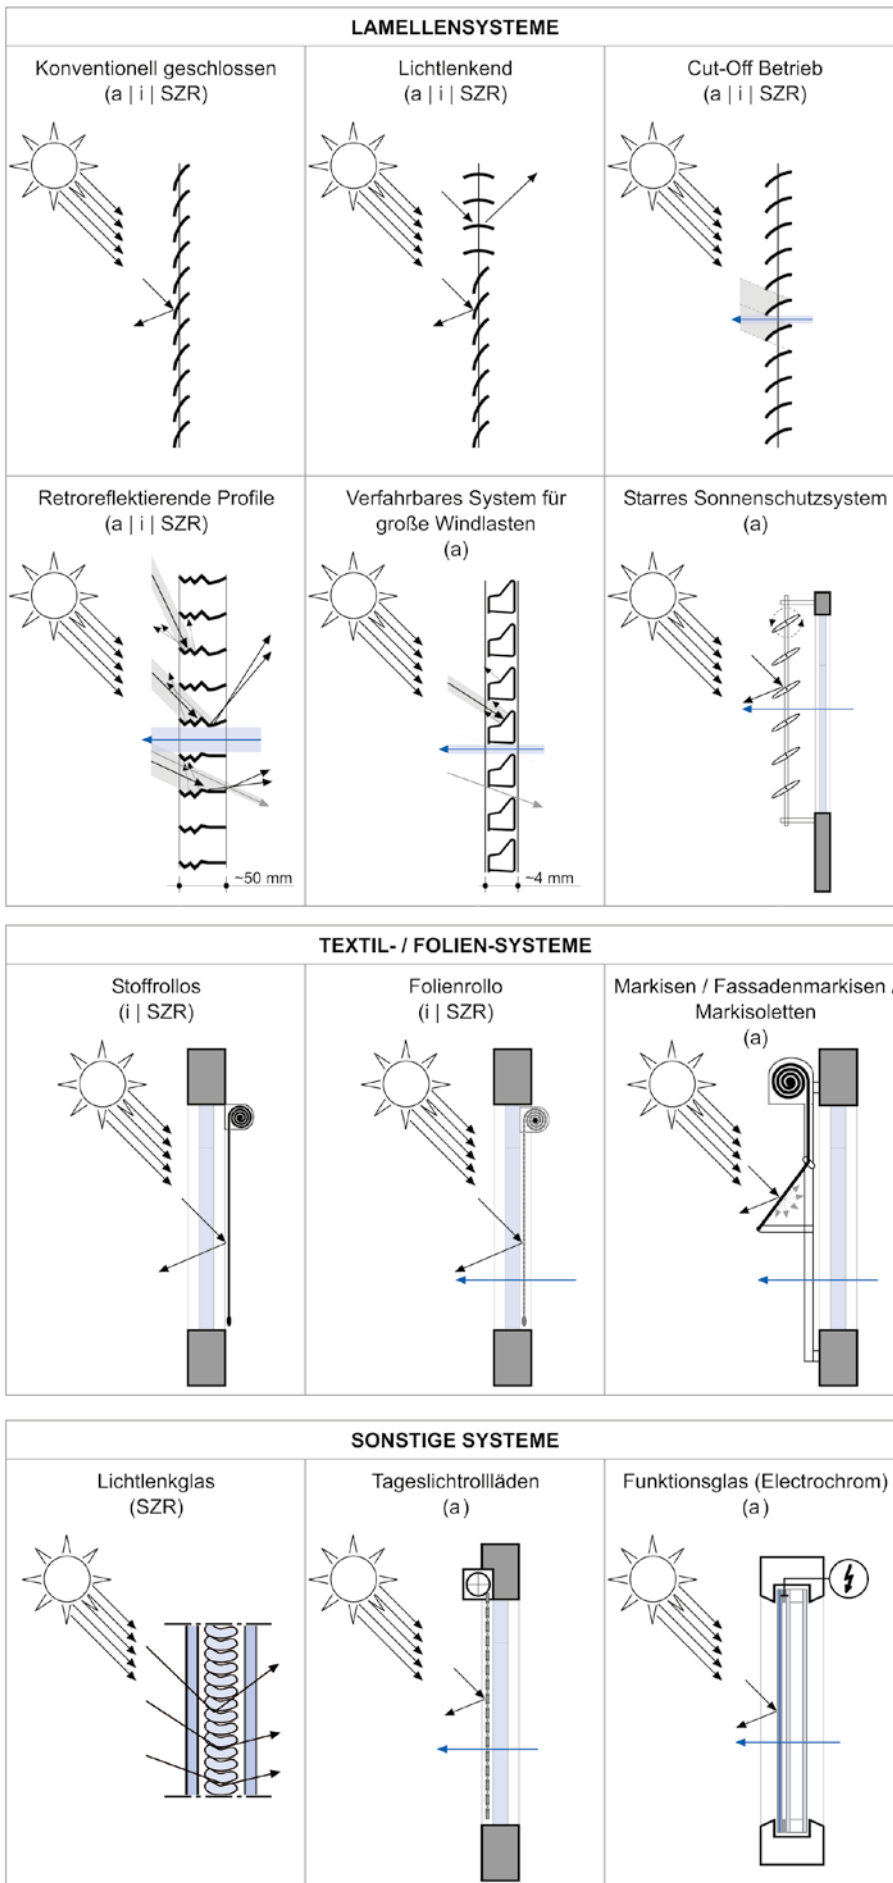 LAMELLENSYSTEME
Konventionell geschlossen
(a | i | SZR)
Lichtlenkend
(a | i | SZR)
Cut-Off Betrieb
(a | i | SZR)
Retroreflektierende Profile
(a | i | SZR)
~50 mm
Verfahrbares System für
große Windlasten
(a)
~4 mm
Starres Sonnenschutzsystem
(a)
TEXTIL- / FOLIEN-SYSTEME
Stoffrollos
(i | SZR)
Folienrollo
(i | SZR)
Markisen / Fassadenmarkisen /
Markisoletten
(a)
SONSTIGE SYSTEME
Lichtlenkglas
(SZR)
Tageslichtrollläden
(a)
Funktionsglas (Electrochrom)
(a)